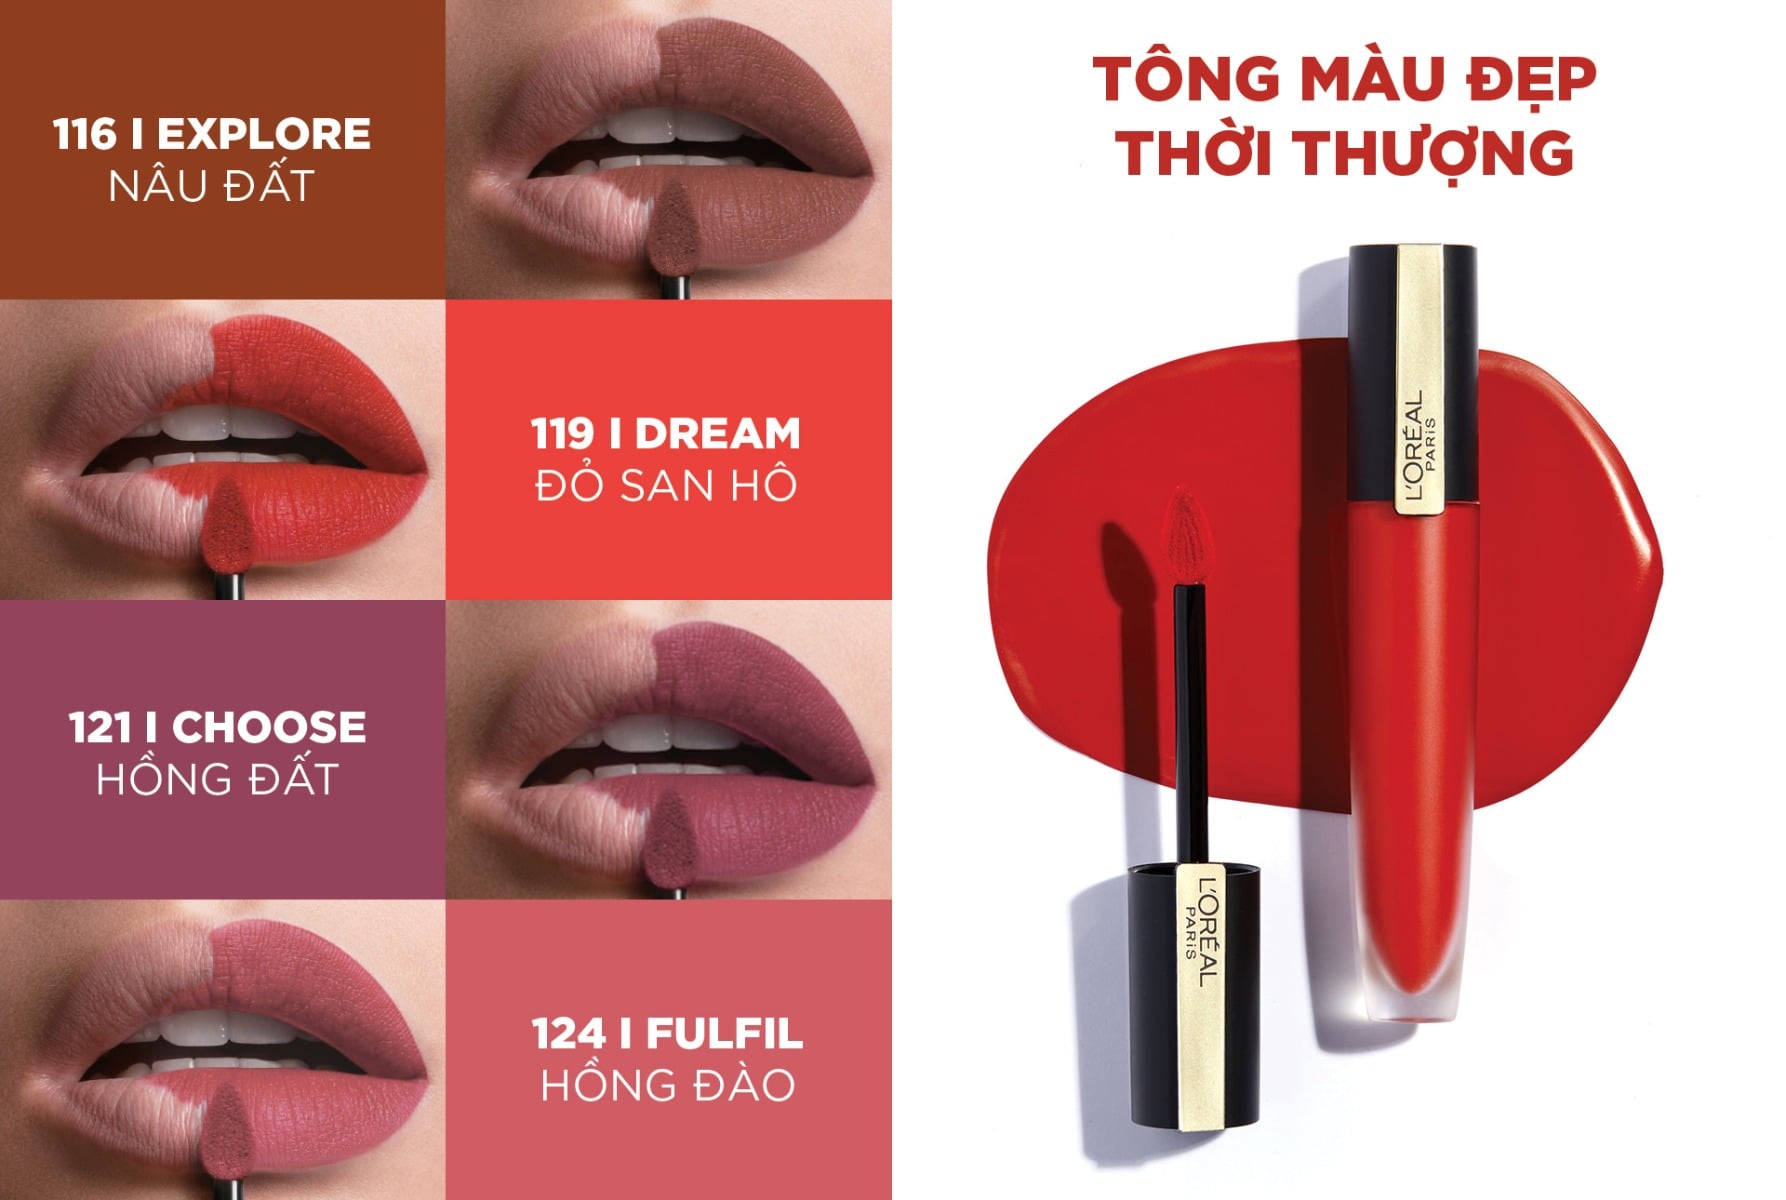 116 I EXPLORE
NÂU ĐẤT
119 I DREAM
ĐỎ SAN HÔ
121 I CHOOSE
HỒNG ĐẤT
124 I FULFIL
HỒNG ĐÀO
TÔNG MÀU ĐẸP
THỜI THƯỢNG
L'ORÉAL
PARiS
L'ORÉAL
PARiS